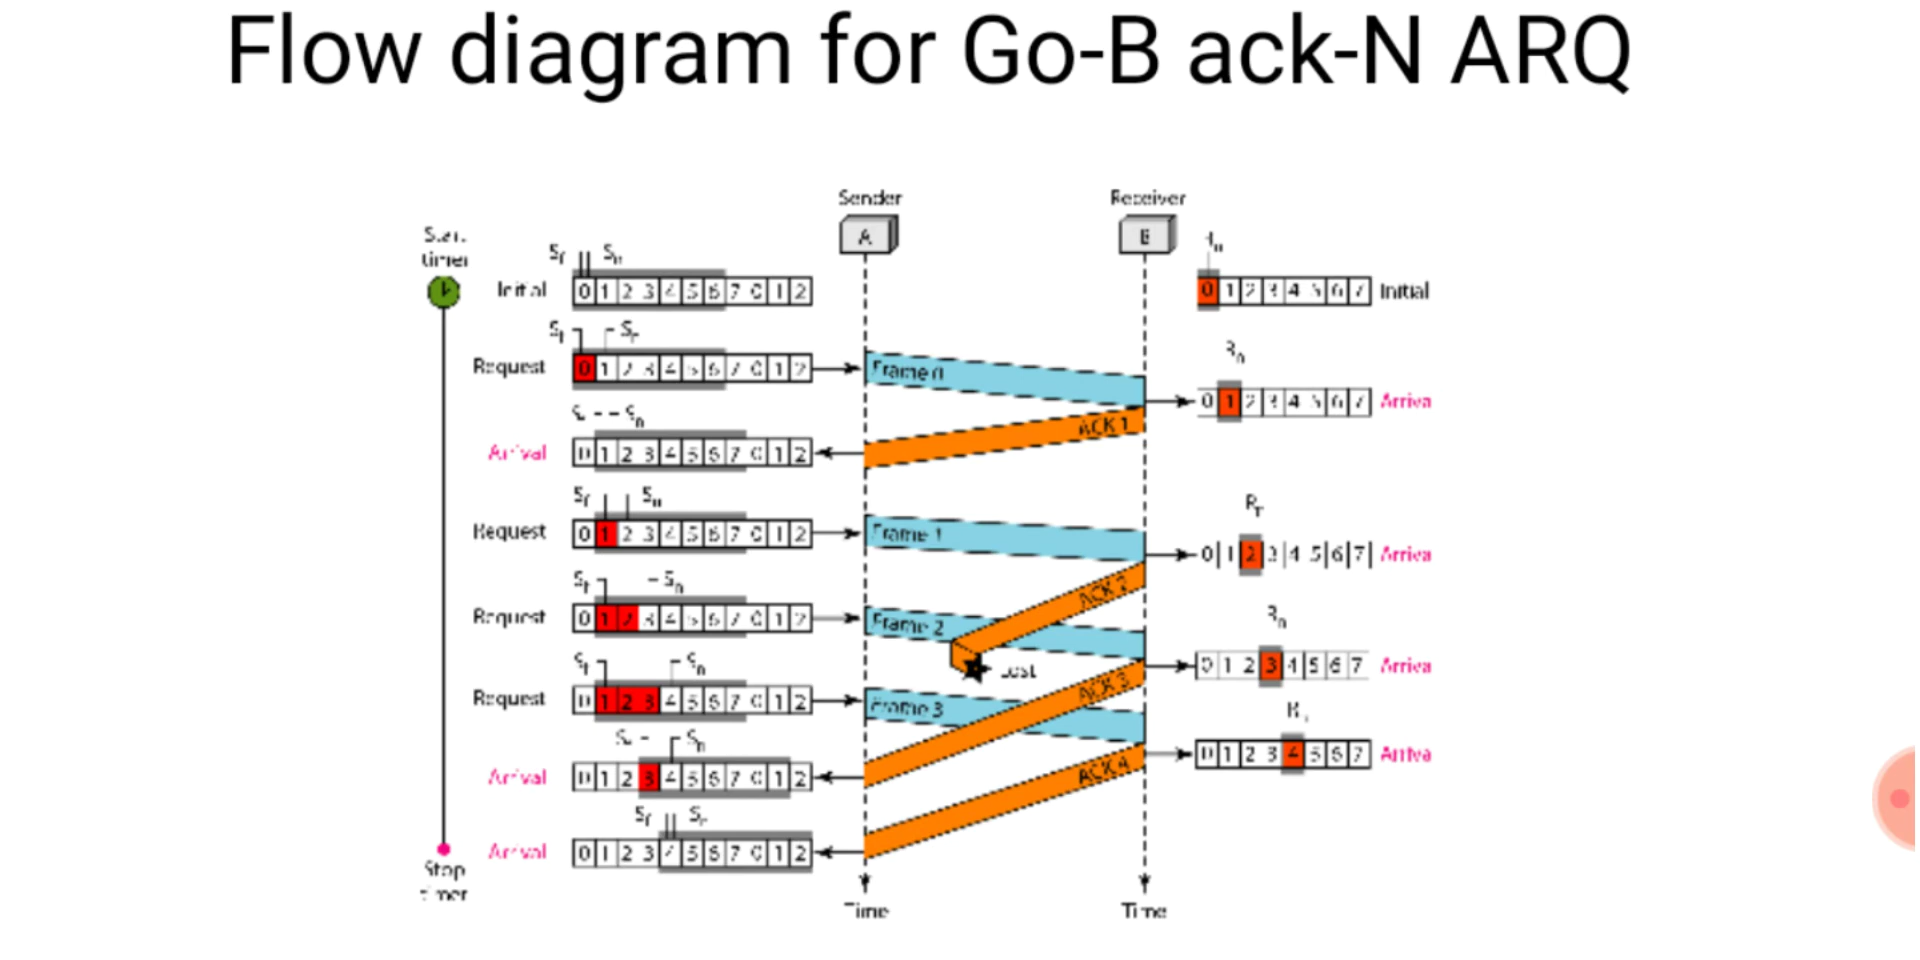 Flow diagram for Go-B ack-N ARQ
Sender
Receiver
Start
timer
A
B
Sf Sn
Rn
Initial
0 1 2 3 4 5 6 7 0 1 2
0 1 2 3 4 5 6 7
Initial
Sf Sn
Request
0 1 2 3 4 5 6 7 0 1 2
Frame 0
Rn
0 1 2 3 4 5 6 7
Arriva
Sn
Arrival
0 1 2 3 4 5 6 7 0 1 2
ACK 1
Sf Sn
Request
0 1 2 3 4 5 6 7 0 1 2
Frame 1
Rn
0 1 2 3 4 5 6 7
Arriva
ACK 2
Sf Sn
Request
0 1 2 3 4 5 6 7 0 1 2
Frame 2
Lost
Rn
0 1 2 3 4 5 6 7
Arriva
ACK 3
Sf Sn
Request
0 1 2 3 4 5 6 7 0 1 2
Frame 3
0 1 2 3 4 5 6 7
Arriva
Sn
Arrival
0 1 2 3 4 5 6 7 0 1 2
ACK 4
Sf Sn
Arrival
0 1 2 3 4 5 6 7 0 1 2
Stop
timer
Time
Time